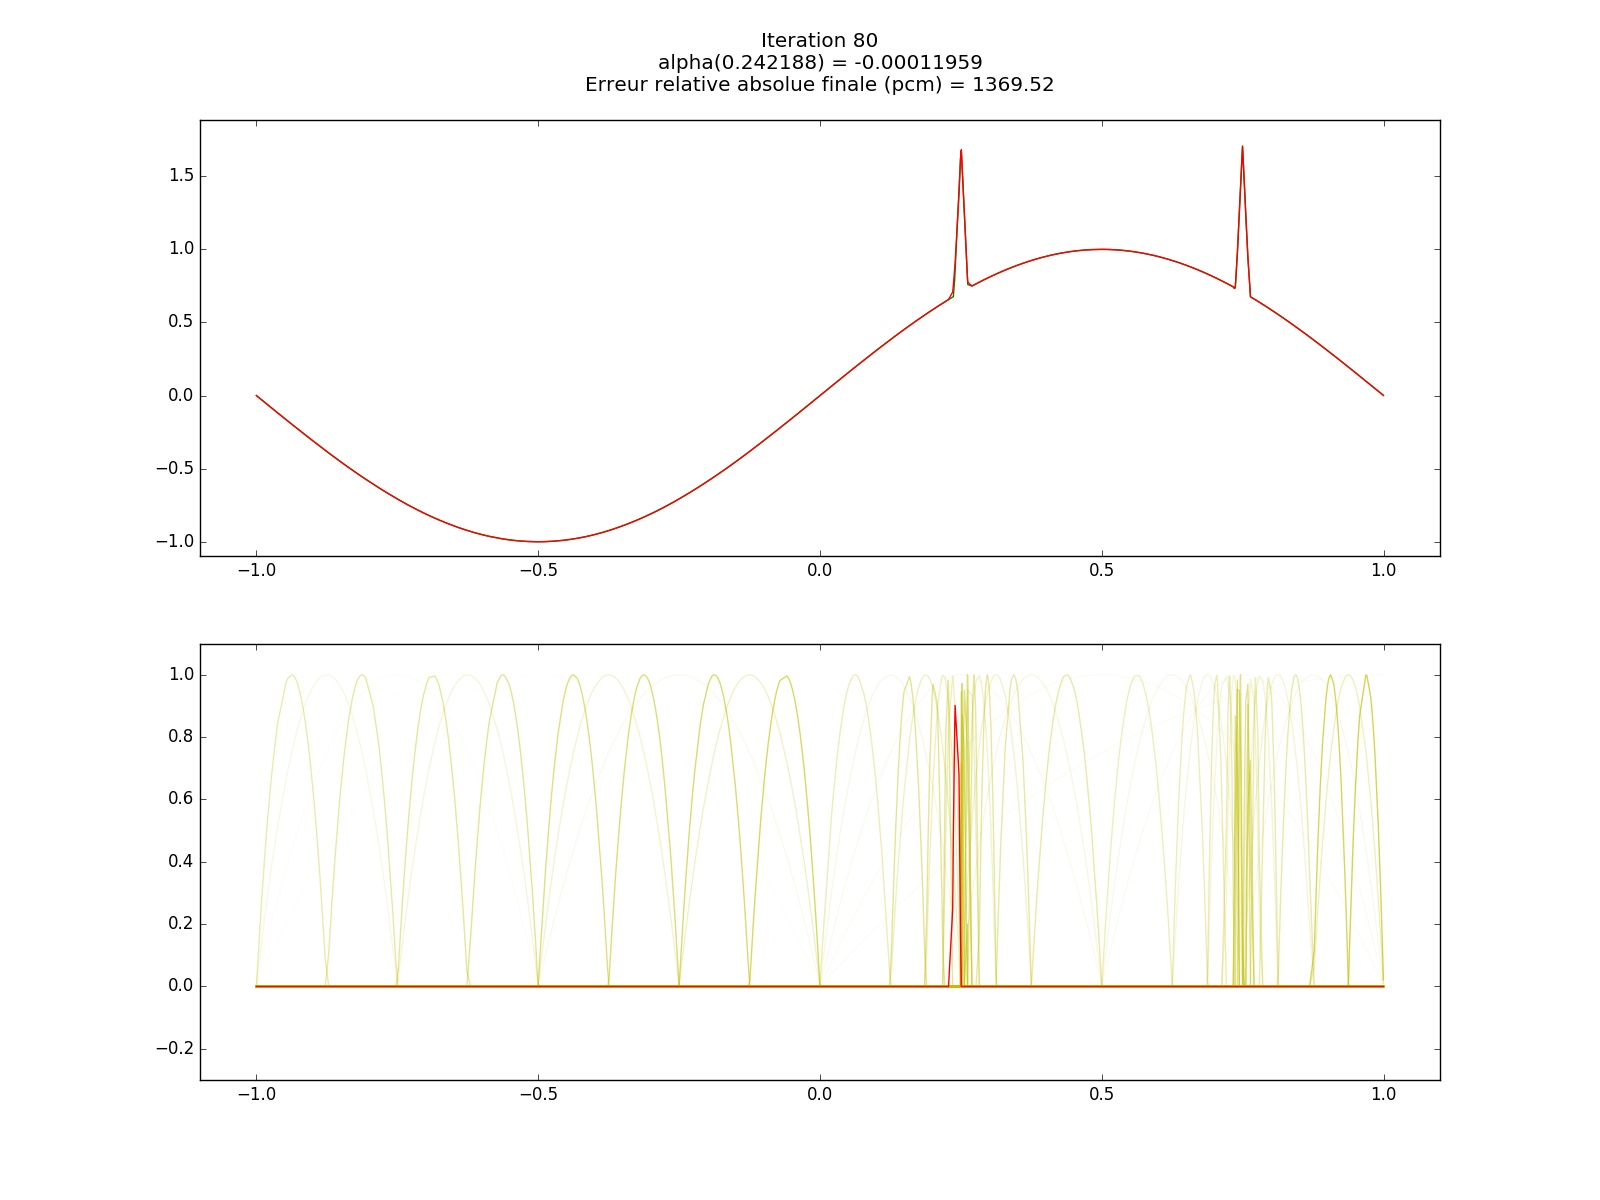 Iteration 80
alpha(0.242188) = -0.00011959
Erreur relative absolue finale (pcm) = 1369.52
1.5
1.0
0.5
0.0
−0.5
−1.0
−1.0 −0.5 0.0 0.5 1.0
1.0
0.8
0.6
0.4
0.2
0.0
−0.2
−1.0 −0.5 0.0 0.5 1.0